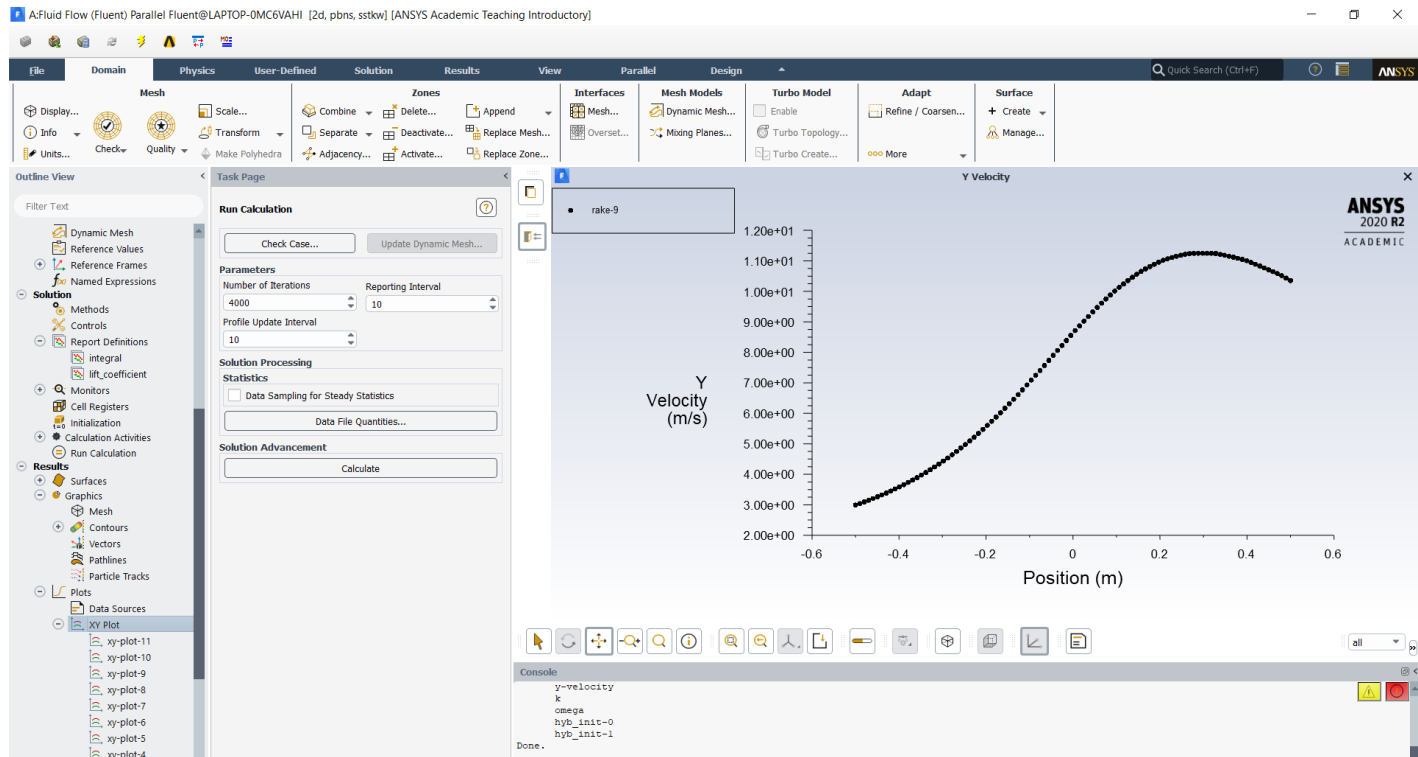 A:Fluid Flow (Fluent) Parallel Fluent@LAPTOP-0MC6VAHI [2d, pbns, sstkw] [ANSYS Academic Teaching Introductory]
File Domain Physics User-Defined Solution Results View Parallel Design Quick Search (Ctrl+F) ANSYS
Mesh Zones Interfaces Mesh Models Turbo Model Adapt Surface
Display... Scale... Combine Delete... Append Mesh... Dynamic Mesh... Enable Refine / Coarsen... + Create
Info Transform Separate Deactivate... Replace Mesh... Overset... Mixing Planes... Turbo Topology... Manage...
Units... Check Quality Make Polyhedra Adjacency... Activate... Replace Zone... Turbo Create... More
Outline View
Filter Text
Dynamic Mesh
Reference Values
Reference Frames
Named Expressions
Solution
Methods
Controls
Report Definitions
integral
lift_coefficient
Monitors
Cell Registers
Initialization
Calculation Activities
Run Calculation
Results
Surfaces
Graphics
Mesh
Contours
Vectors
Pathlines
Particle Tracks
Plots
Data Sources
XY Plot
xy-plot-11
xy-plot-10
xy-plot-9
xy-plot-8
xy-plot-7
xy-plot-6
xy-plot-5
xy-plot-4
Task Page
Run Calculation
Check Case... Update Dynamic Mesh...
Parameters
Number of Iterations Reporting Interval
4000 10
Profile Update Interval
10
Solution Processing
Statistics
Data Sampling for Steady Statistics
Data File Quantities...
Solution Advancement
Calculate
Y Velocity
rake-9
ANSYS
2020 R2
ACADEMIC
1.20e+01
1.10e+01
1.00e+01
9.00e+00
8.00e+00
7.00e+00
6.00e+00
5.00e+00
4.00e+00
3.00e+00
2.00e+00
Y
Velocity
(m/s)
-0.6 -0.4 -0.2 0 0.2 0.4 0.6
Position (m)
all
Console
y-velocity
k
omega
hyb_init-0
hyb_init-1
Done.